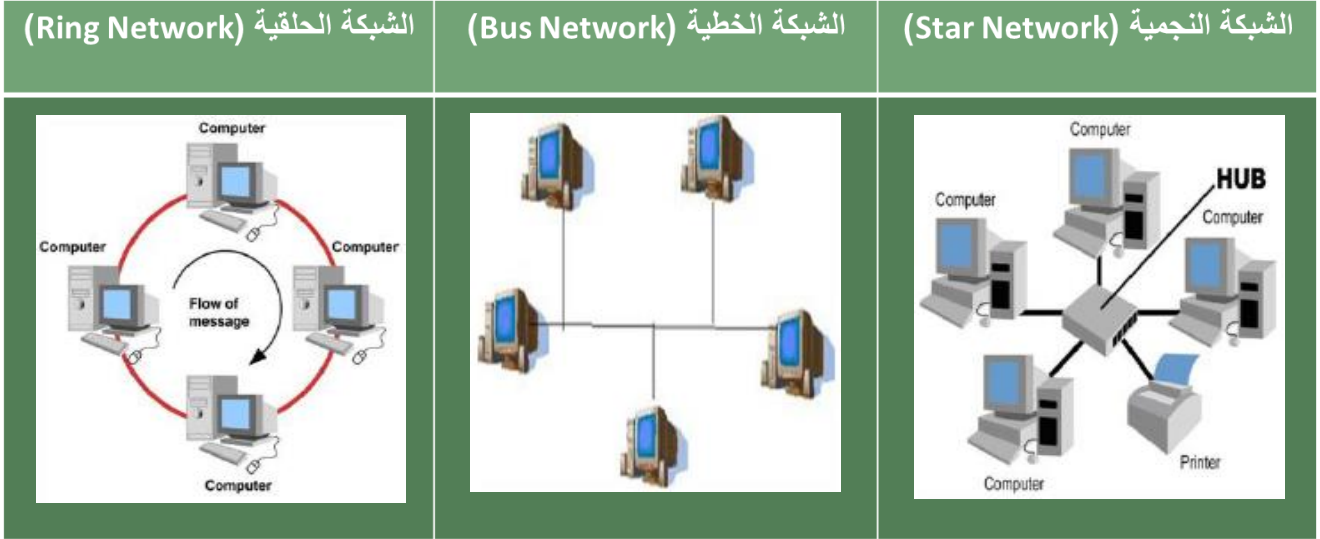 الشبكة النجمية (Star Network)
الشبكة الخطية (Bus Network)
الشبكة الحلقية (Ring Network)
Computer
HUB
Computer
Computer
Computer
Printer
Computer
Computer
Computer
Flow of
message
Computer